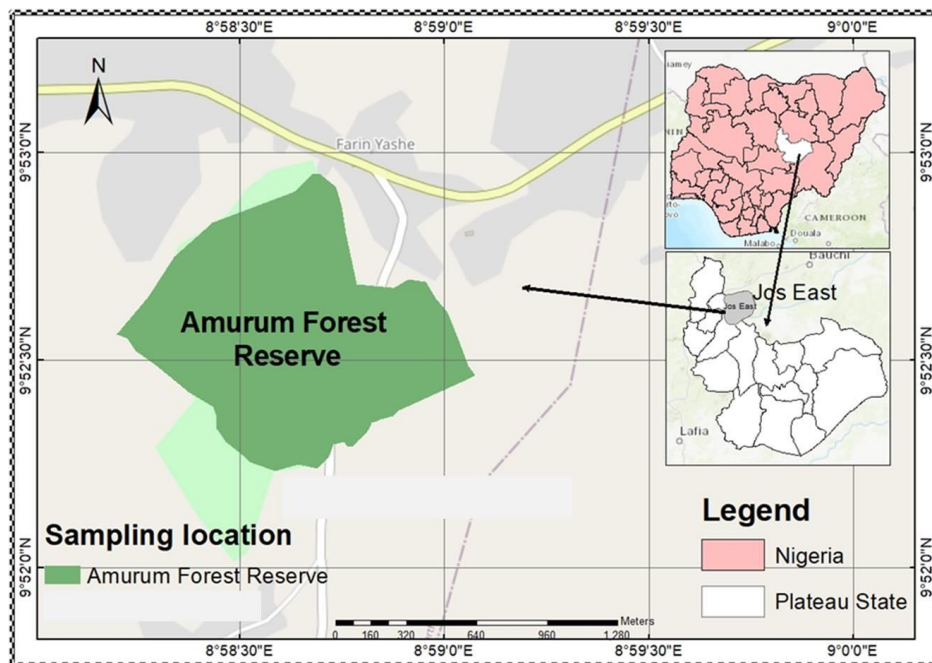 8°58'30"E 8°59'0"E 8°59'30"E 9°0'0"E
N
Farin Yashe
9°53'0"N
9°53'0"N
CAMEROON
Malabo
Douala
Bauchi
Jos East
Jos East
Lafia
Amurum Forest
Reserve
9°52'30"N
9°52'30"N
Sampling location
Amurum Forest Reserve
Legend
Nigeria
Plateau State
9°52'0"N
9°52'0"N
Meters
0 160 320 640 960 1,280
8°58'30"E 8°59'0"E 8°59'30"E 9°0'0"E